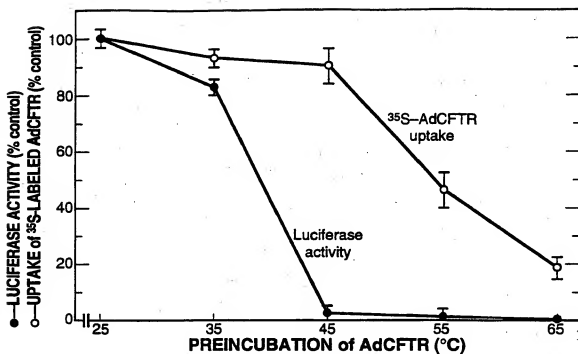 ●—LUCIFERASE ACTIVITY (% control)
○—UPTAKE of ³⁵S-LABELED AdCFTR (% control)
100
80
60
40
20
0
³⁵S–AdCFTR
uptake
Luciferase
activity
25
35
45
55
65
PREINCUBATION of AdCFTR (°C)